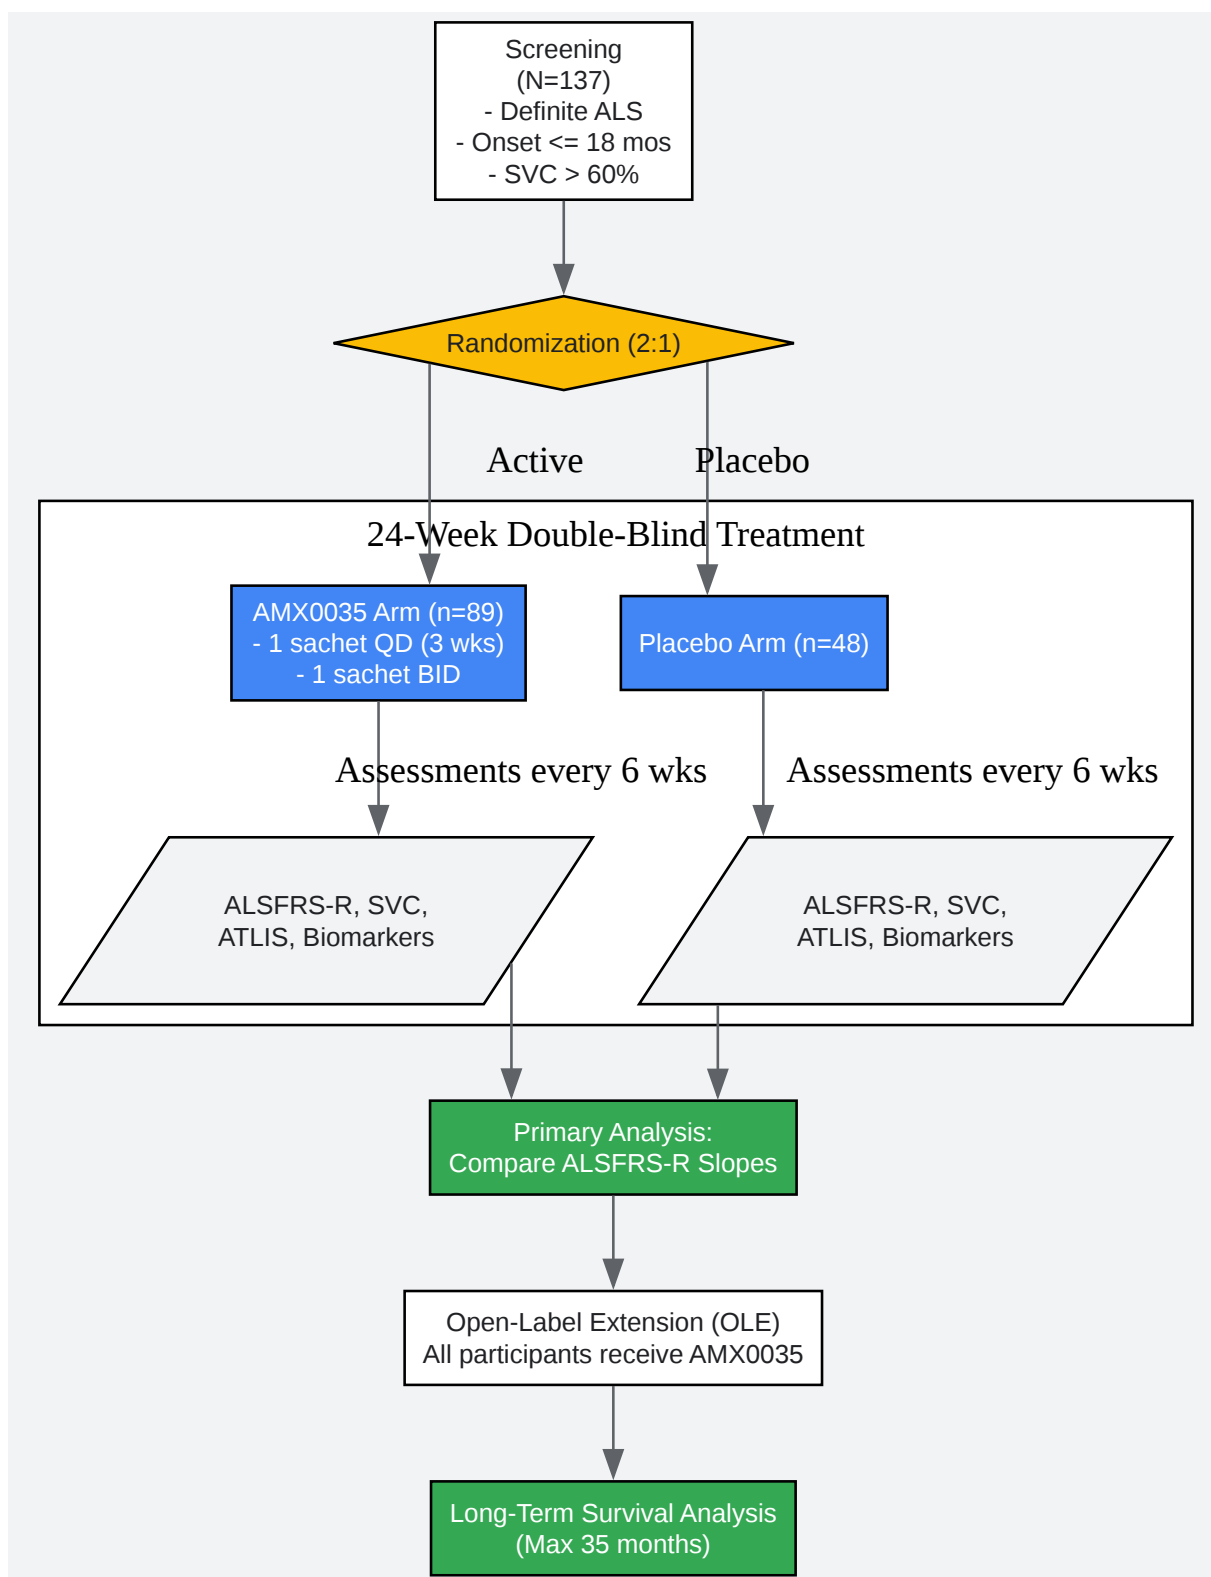 Screening
(N=137)
- Definite ALS
- Onset <= 18 mos
- SVC > 60%
Randomization (2:1)
Active
Placebo
24-Week Double-Blind Treatment
AMX0035 Arm (n=89)
- 1 sachet QD (3 wks)
- 1 sachet BID
Placebo Arm (n=48)
Assessments every 6 wks
Assessments every 6 wks
ALSFRS-R, SVC,
ATLIS, Biomarkers
ALSFRS-R, SVC,
ATLIS, Biomarkers
Primary Analysis:
Compare ALSFRS-R Slopes
Open-Label Extension (OLE)
All participants receive AMX0035
Long-Term Survival Analysis
(Max 35 months)